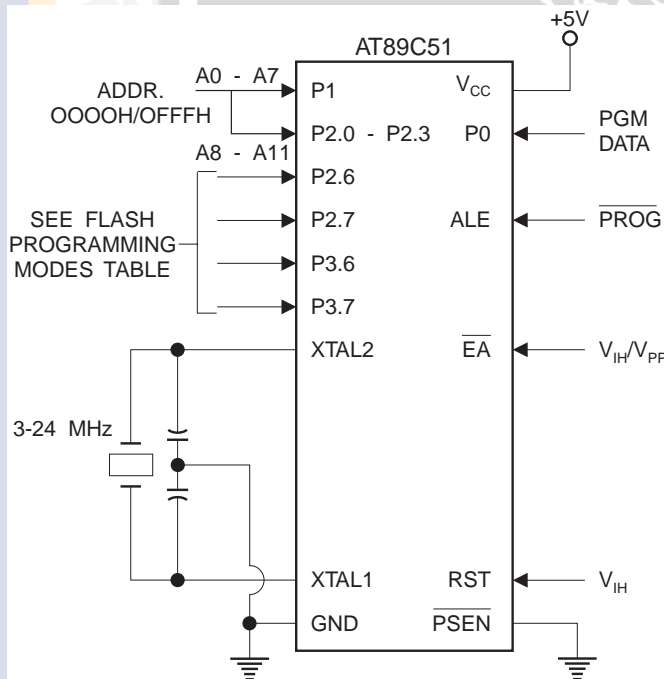 +5V
AT89C51
A0 - A7
ADDR.
OOOOH/OFFFH
P1
VCC
P2.0 - P2.3
P0
PGM
DATA
A8 - A11
P2.6
SEE FLASH
PROGRAMMING
MODES TABLE
P2.7
ALE
PROG
P3.6
P3.7
XTAL2
EA
VIH/VPP
3-24 MHz
XTAL1
RST
VIH
GND
PSEN